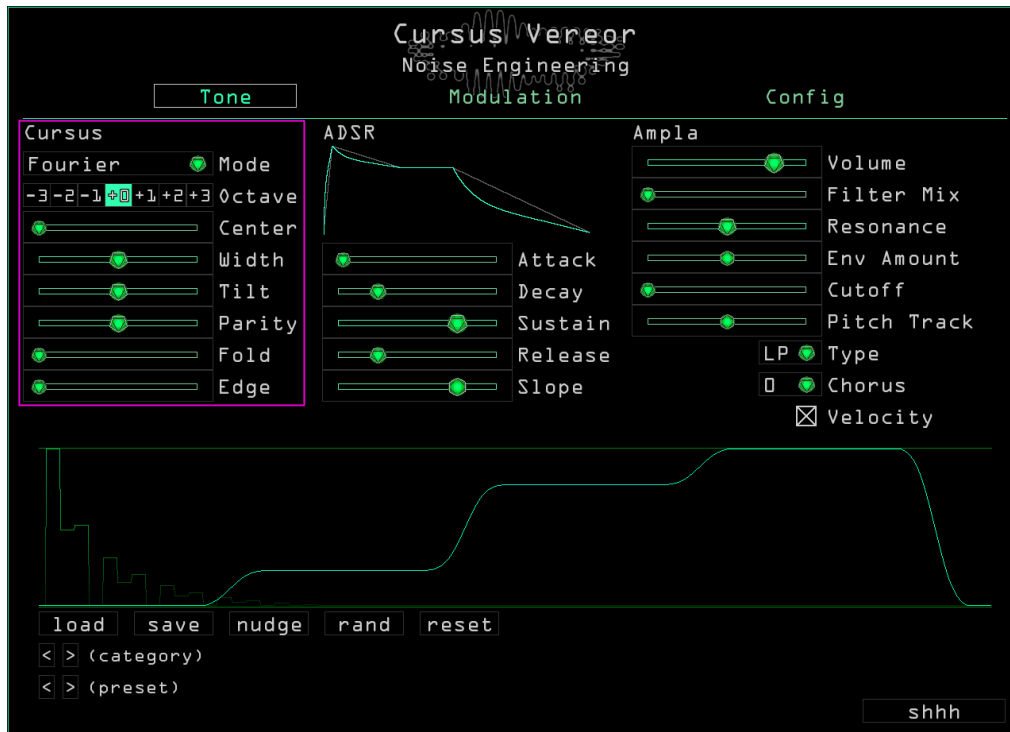 Cursus Vereor
Noise Engineering
Tone Modulation Config
Cursus
Fourier Mode
-3 -2 -1 +0 +1 +2 +3 Octave
Center
Width
Tilt
Parity
Fold
Edge
ADSR
Attack
Decay
Sustain
Release
Slope
Ampla
Volume
Filter Mix
Resonance
Env Amount
Cutoff
Pitch Track
LP Type
0 Chorus
Velocity
load save nudge rand reset
< > (category)
< > (preset)
shhh